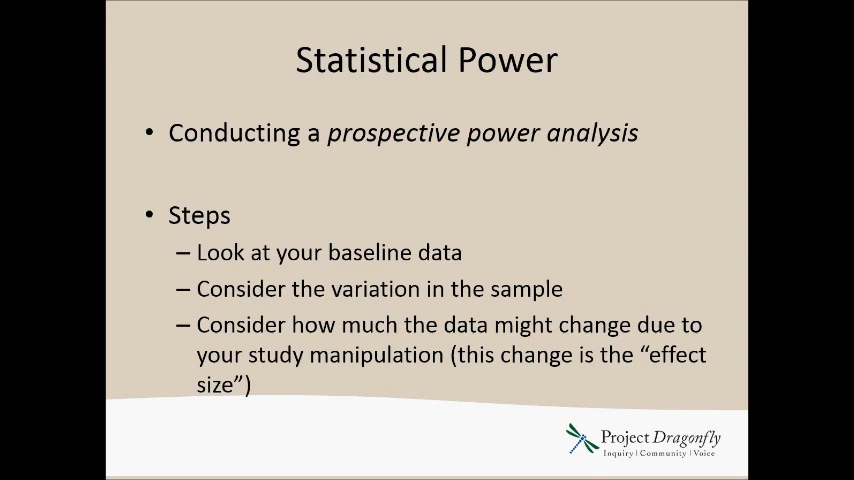 Statistical Power
• Conducting a prospective power analysis
• Steps
– Look at your baseline data
– Consider the variation in the sample
– Consider how much the data might change due to
your study manipulation (this change is the “effect
size”)
Project Dragonfly
Inquiry | Community | Voice